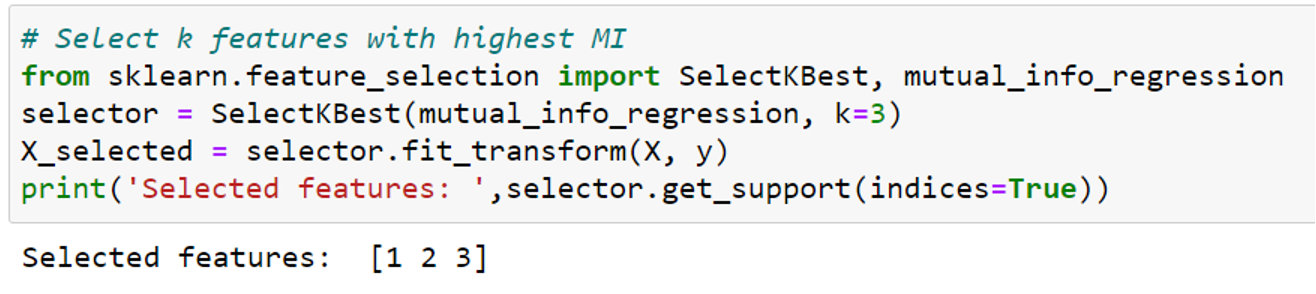 # Select k features with highest MI
from sklearn.feature_selection import SelectKBest, mutual_info_regression
selector = SelectKBest(mutual_info_regression, k=3)
X_selected = selector.fit_transform(X, y)
print('Selected features: ',selector.get_support(indices=True))
Selected features:  [1 2 3]